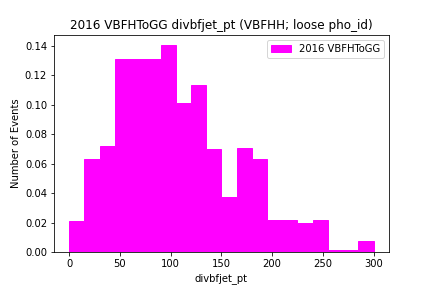 2016 VBFHToGG divbfjet_pt (VBFHH; loose pho_id)
2016 VBFHToGG
Number of Events
0.14
0.12
0.10
0.08
0.06
0.04
0.02
0.00
0 50 100 150 200 250 300
divbfjet_pt